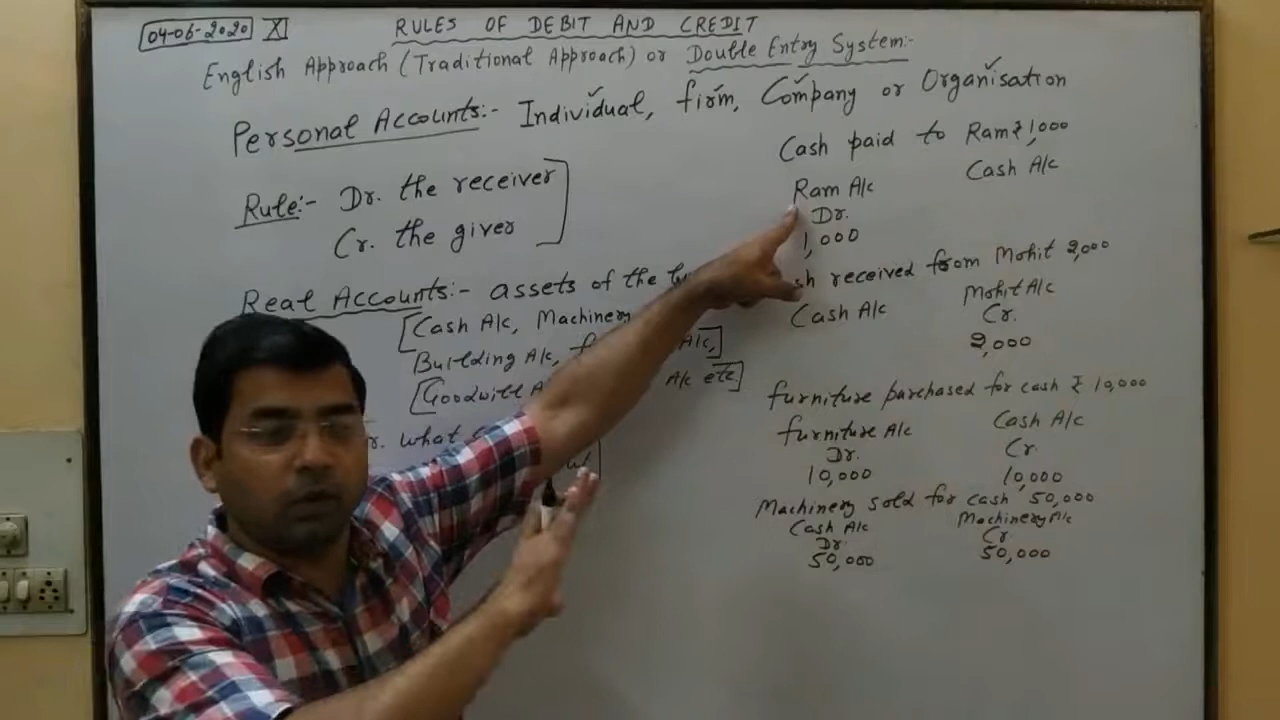 04-06-2020 XI
RULES OF DEBIT AND CREDIT
English Approach (Traditional Approach) or Double Entry System:-
Personal Accounts:- Individual, firm, Company or Organisation
Rule:- Dr. the receiver
Cr. the giver
Real Accounts:- assets of the
[Cash A/c, Machinery
Building A/c, A/c,]
[Goodwill A/c etc.]
what
Cash paid to Ram ₹1,000
Ram A/c Cash A/c
Dr.
1,000
received from Mohit 2,000
Cash A/c Mohit A/c
Cr.
2,000
furniture purchased for cash ₹ 10,000
furniture A/c Cash A/c
Dr. Cr.
10,000 10,000
Machinery sold for cash 50,000
Cash A/c Machinery A/c
Dr. Cr.
50,000 50,000